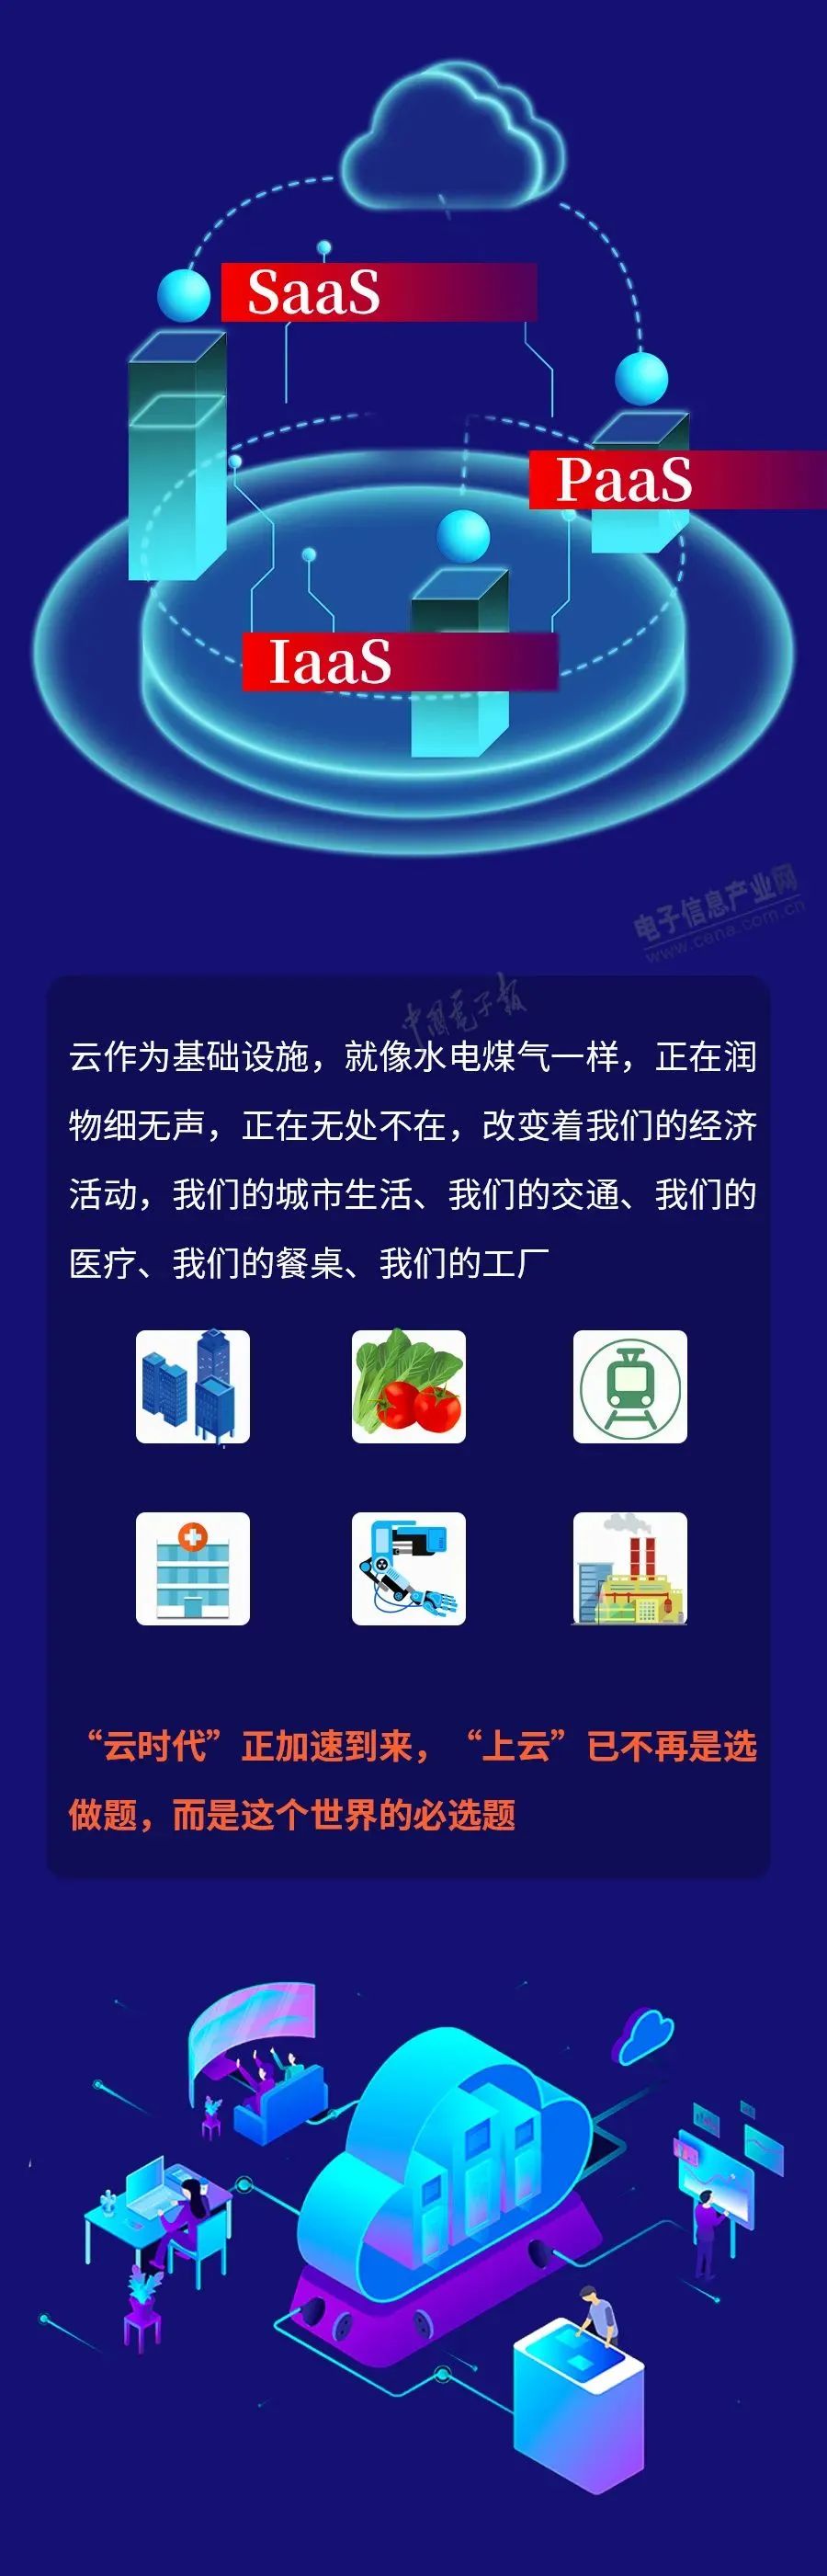 SaaS
PaaS
IaaS
电子信息产业网
www.cena.com.cn
中国电子报
云作为基础设施，就像水电煤气一样，正在润
物细无声，正在无处不在，改变着我们的经济
活动，我们的城市生活、我们的交通、我们的
医疗、我们的餐桌、我们的工厂
“云时代”正加速到来，“上云”已不再是选
做题，而是这个世界的必选题